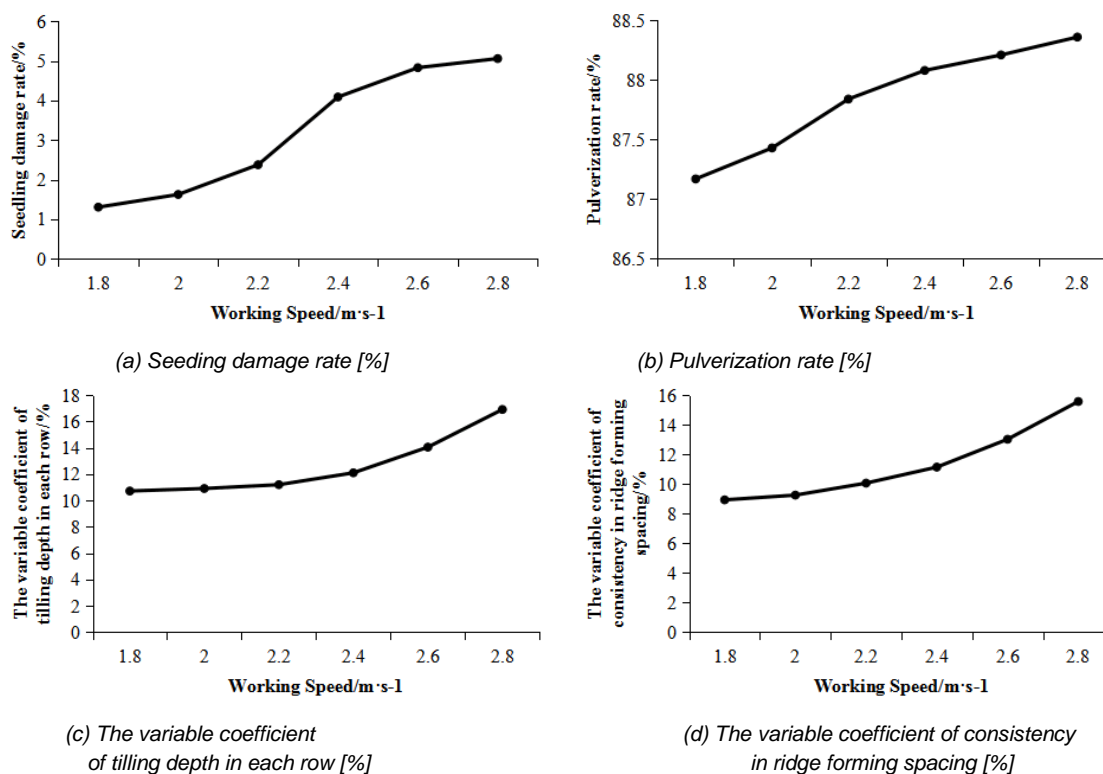 6
5
4
3
2
1
0
Seedling damage rate/%
1.8 2 2.2 2.4 2.6 2.8
Working Speed/m·s-1
(a) Seeding damage rate [%]
88.5
88
87.5
87
86.5
Pulverization rate/%
1.8 2 2.2 2.4 2.6 2.8
Working Speed/m·s-1
(b) Pulverization rate [%]
18
16
14
12
10
8
6
4
2
0
The variable coefficient of
tilling depth in each row/%
1.8 2 2.2 2.4 2.6 2.8
Working Speed/m·s-1
(c) The variable coefficient
of tilling depth in each row [%]
16
14
12
10
8
6
4
2
0
The variable coefficient of
consistency in ridge forming
spacing/%
1.8 2 2.2 2.4 2.6 2.8
Working Speed/m·s-1
(d) The variable coefficient of consistency
in ridge forming spacing [%]